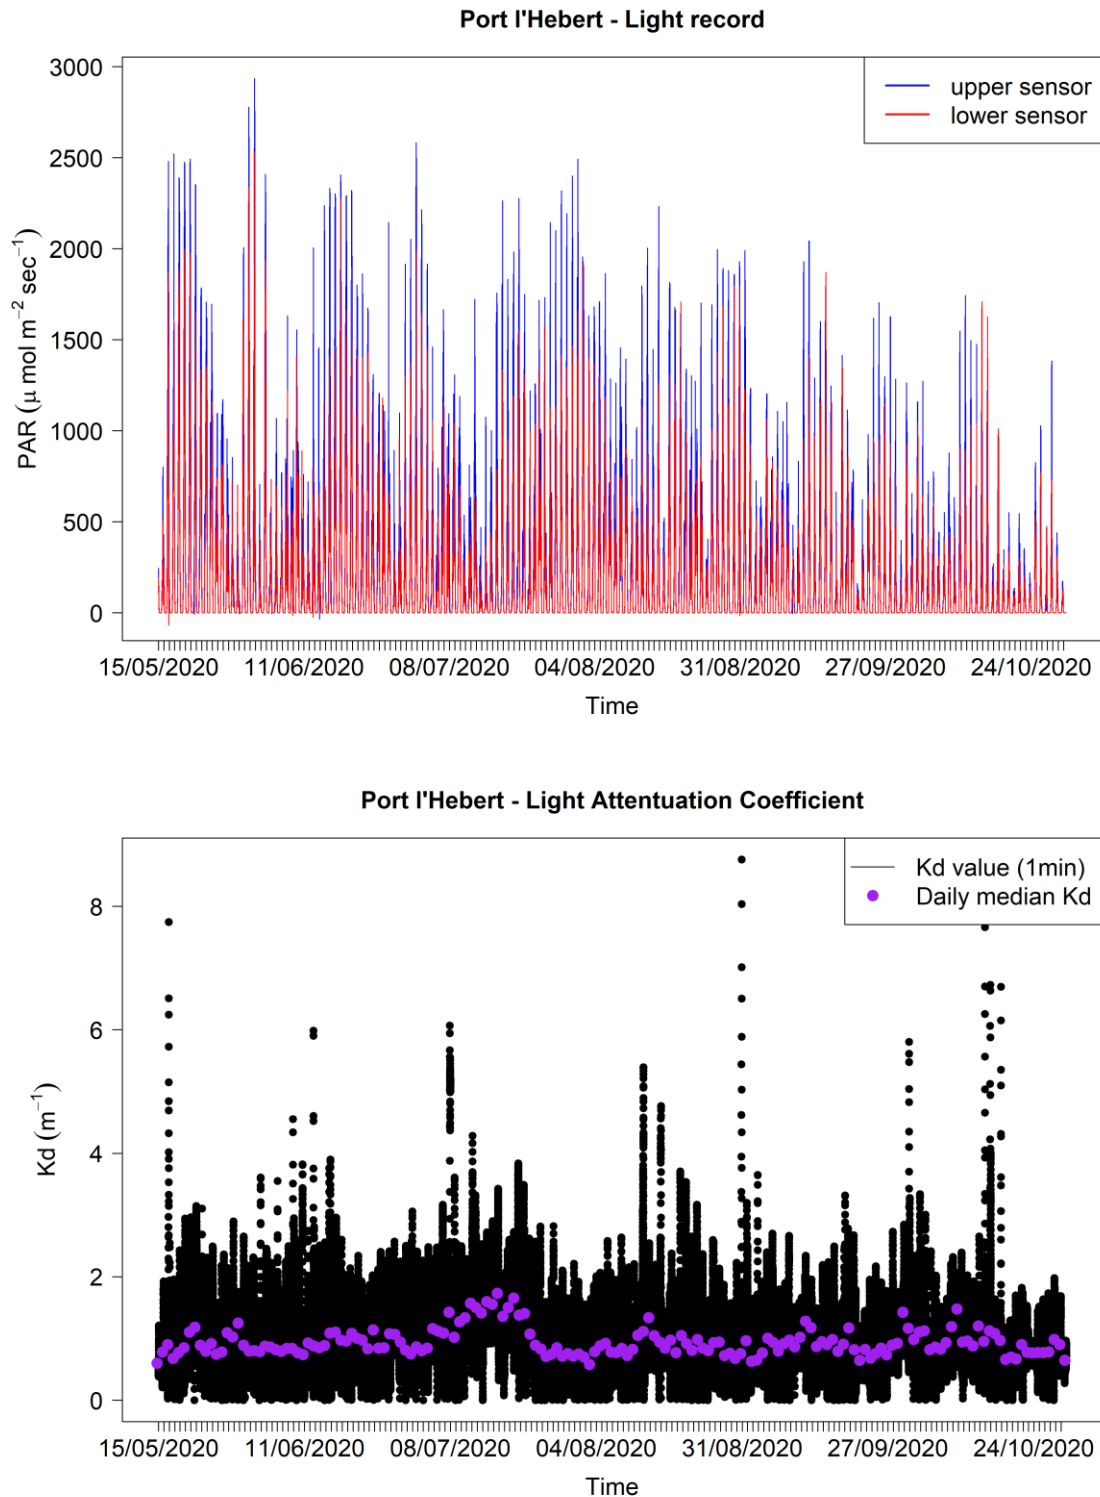 Port l'Hebert - Light record
upper sensor
lower sensor
PAR (μ mol m⁻² sec⁻¹)
3000
2500
2000
1500
1000
500
0
15/05/2020 11/06/2020 08/07/2020 04/08/2020 31/08/2020 27/09/2020 24/10/2020
Time
Port l'Hebert - Light Attentuation Coefficient
Kd value (1min)
Daily median Kd
Kd (m⁻¹)
8
6
4
2
0
15/05/2020 11/06/2020 08/07/2020 04/08/2020 31/08/2020 27/09/2020 24/10/2020
Time